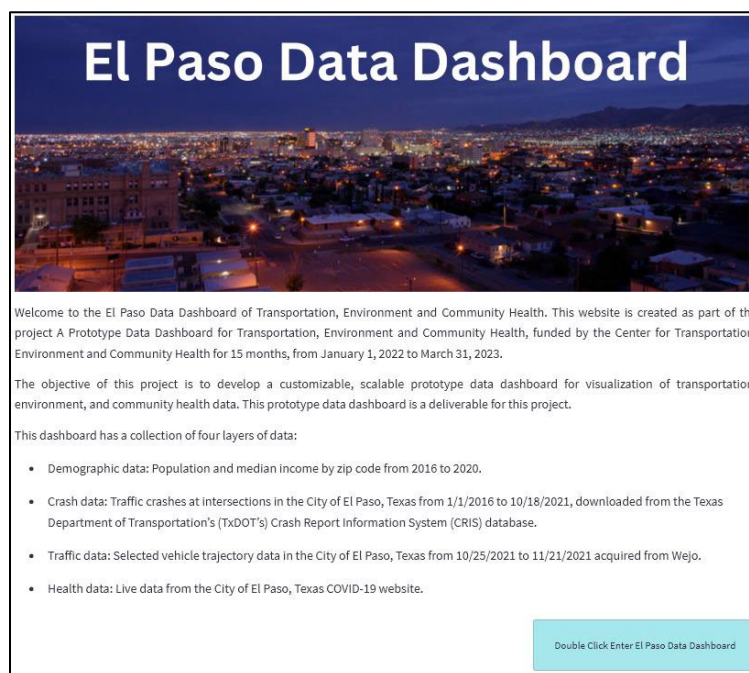 El Paso Data Dashboard
Welcome to the El Paso Data Dashboard of Transportation, Environment and Community Health. This website is created as part of th
project A Prototype Data Dashboard for Transportation, Environment and Community Health, funded by the Center for Transportation
Environment and Community Health for 15 months, from January 1, 2022 to March 31, 2023.
The objective of this project is to develop a customizable, scalable prototype data dashboard for visualization of transportation
environment, and community health data. This prototype data dashboard is a deliverable for this project.
This dashboard has a collection of four layers of data:
• Demographic data: Population and median income by zip code from 2016 to 2020.
• Crash data: Traffic crashes at intersections in the City of El Paso, Texas from 1/1/2016 to 10/18/2021, downloaded from the Texas
Department of Transportation's (TxDOT's) Crash Report Information System (CRIS) database.
• Traffic data: Selected vehicle trajectory data in the City of El Paso, Texas from 10/25/2021 to 11/21/2021 acquired from Wejo.
• Health data: Live data from the City of El Paso, Texas COVID-19 website.
Double Click Enter El Paso Data Dashboard